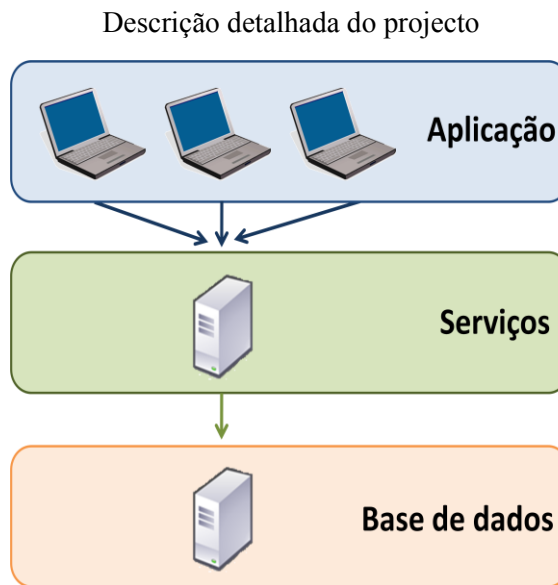 Descrição detalhada do projecto
Aplicação
Serviços
Base de dados